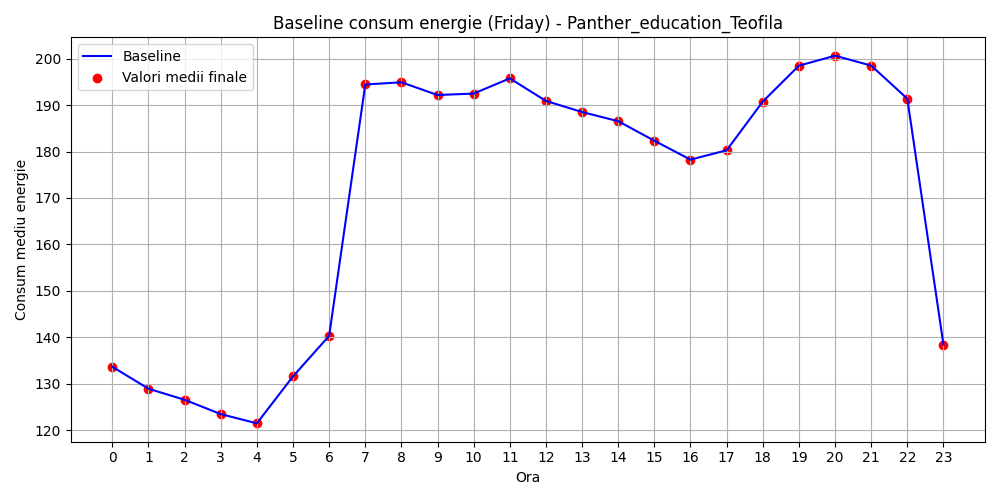 Baseline consum energie (Friday) - Panther_education_Teofila
Baseline
Valori medii finale
Consum mediu energie
200
190
180
170
160
150
140
130
120
0 1 2 3 4 5 6 7 8 9 10 11 12 13 14 15 16 17 18 19 20 21 22 23
Ora